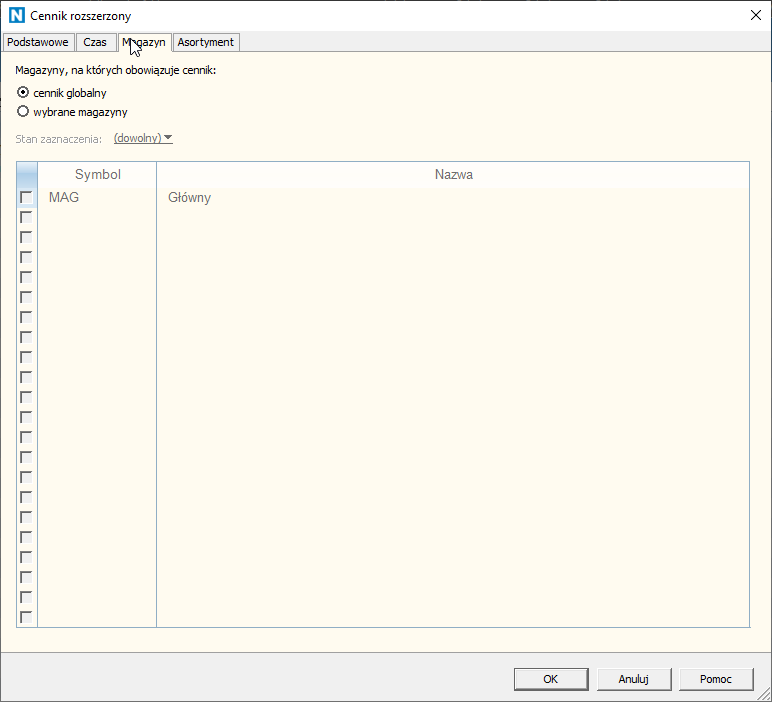 N Cennik rozszerzony
Podstawowe Czas Magazyn Asortyment
Magazyny, na których obowiązuje cennik:
cennik globalny
wybrane magazyny
Stan zaznaczenia: (dowolny)
Symbol Nazwa
MAG Główny
OK Anuluj Pomoc